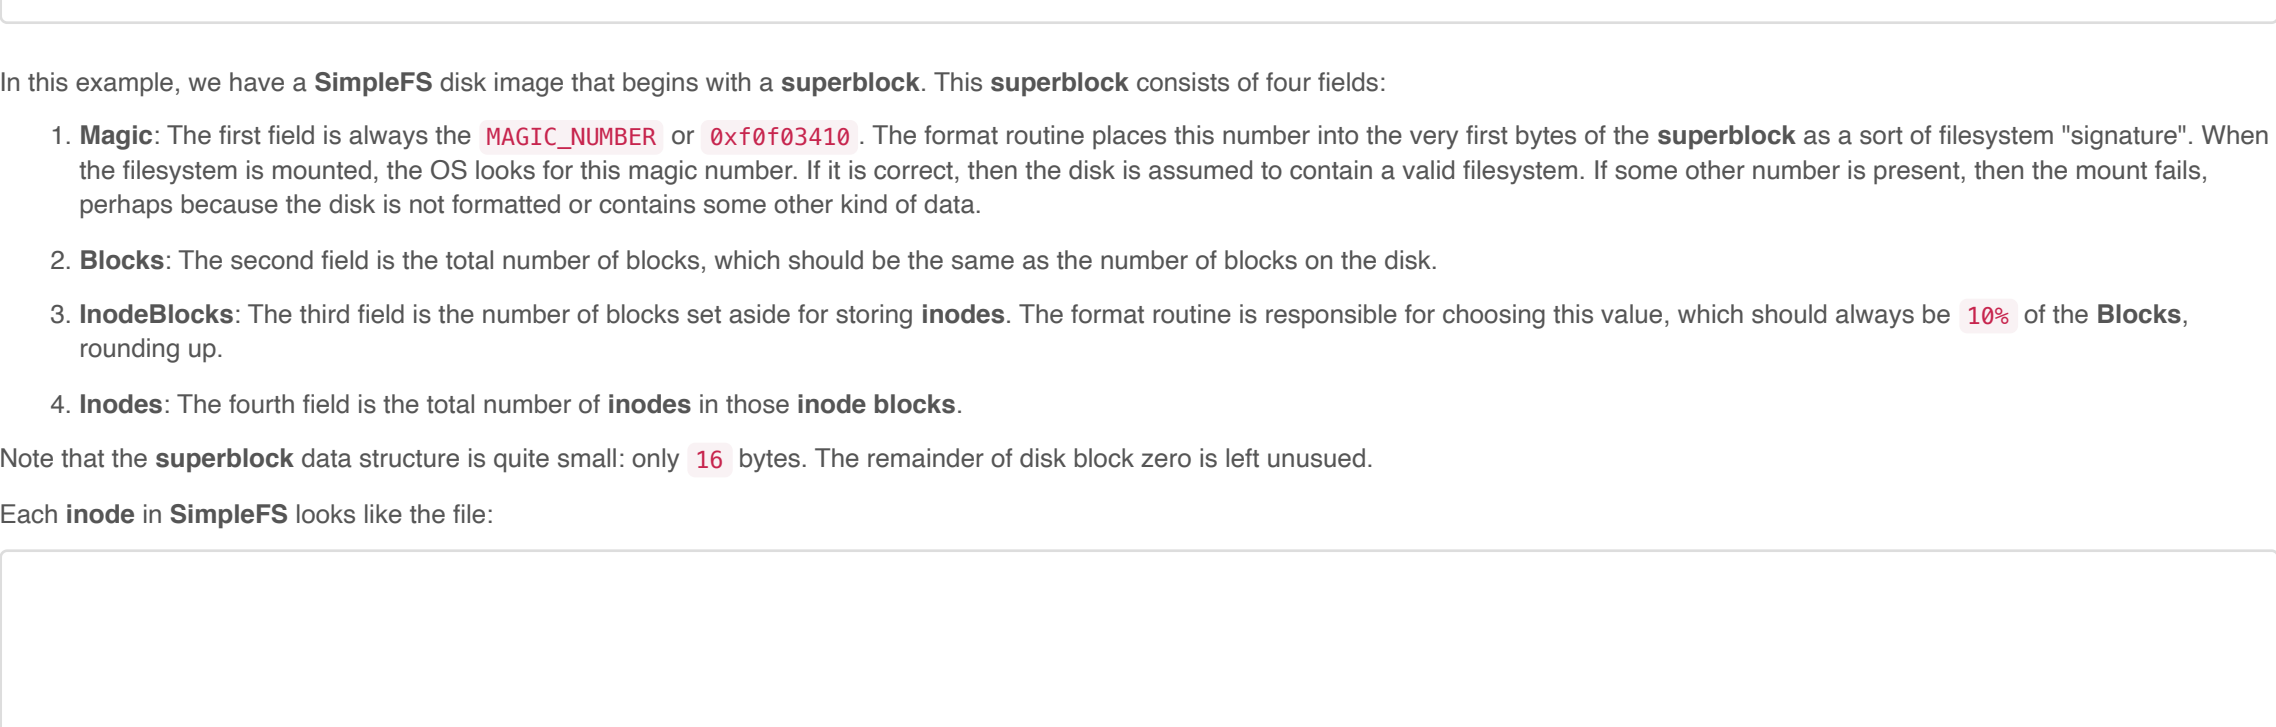 In this example, we have a SimpleFS disk image that begins with a superblock. This superblock consists of four fields:
1. Magic: The first field is always the MAGIC_NUMBER or 0xf0f03410. The format routine places this number into the very first bytes of the superblock as a sort of filesystem "signature". When
the filesystem is mounted, the OS looks for this magic number. If it is correct, then the disk is assumed to contain a valid filesystem. If some other number is present, then the mount fails,
perhaps because the disk is not formatted or contains some other kind of data.
2. Blocks: The second field is the total number of blocks, which should be the same as the number of blocks on the disk.
3. InodeBlocks: The third field is the number of blocks set aside for storing inodes. The format routine is responsible for choosing this value, which should always be 10% of the Blocks,
rounding up.
4. Inodes: The fourth field is the total number of inodes in those inode blocks.
Note that the superblock data structure is quite small: only 16 bytes. The remainder of disk block zero is left unusued.
Each inode in SimpleFS looks like the file: